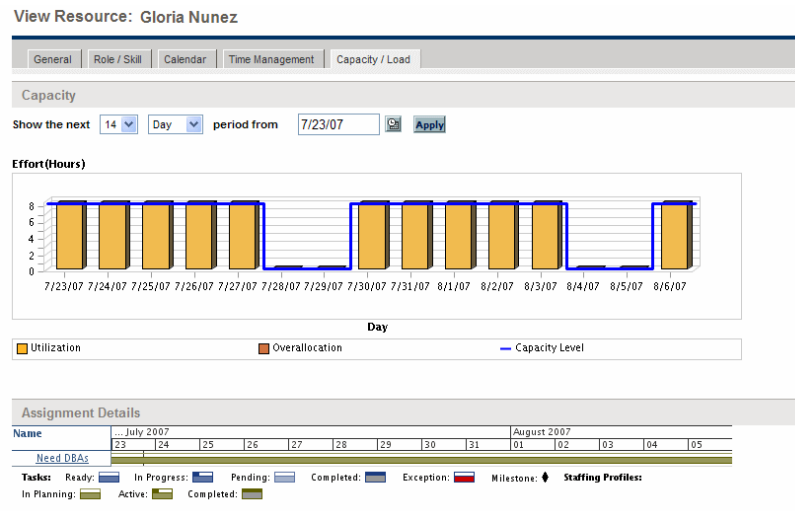 View Resource: Gloria Nunez
General Role / Skill Calendar Time Management Capacity / Load
Capacity
Show the next 14 Day period from 7/23/07 Apply
Effort(Hours)
8
6
4
2
0
7/23/07 7/24/07 7/25/07 7/26/07 7/27/07 7/28/07 7/29/07 7/30/07 7/31/07 8/1/07 8/2/07 8/3/07 8/4/07 8/5/07 8/6/07
Day
Utilization Overallocation Capacity Level
Assignment Details
Name ... July 2007 August 2007
23 24 25 26 27 28 29 30 31 01 02 03 04 05
Need DBAs
Tasks: Ready: In Progress: Pending: Completed: Exception: Milestone: Staffing Profiles:
In Planning: Active: Completed: